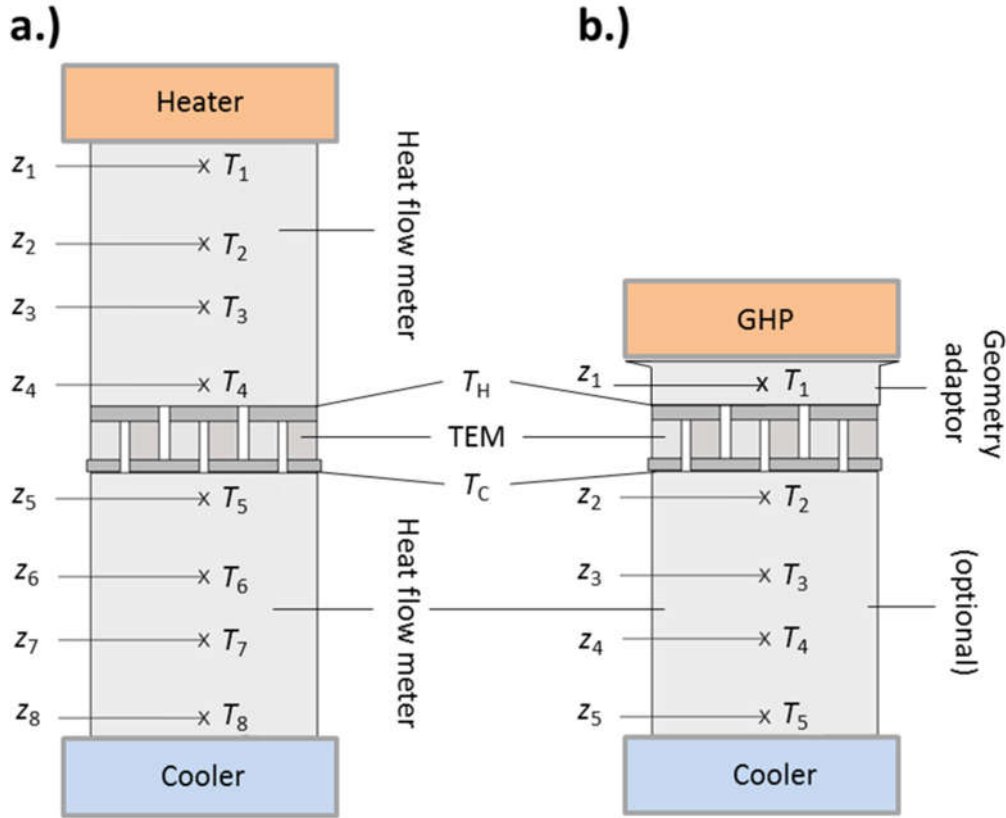 a.)
Heater
z1
T1
z2
T2
z3
T3
z4
T4
Heat flow meter
TH
TEM
TC
z5
T5
z6
T6
z7
T7
z8
T8
Heat flow meter
Cooler
b.)
GHP
z1
T1
Geometry
adaptor
z2
T2
z3
T3
z4
T4
z5
T5
(optional)
Cooler